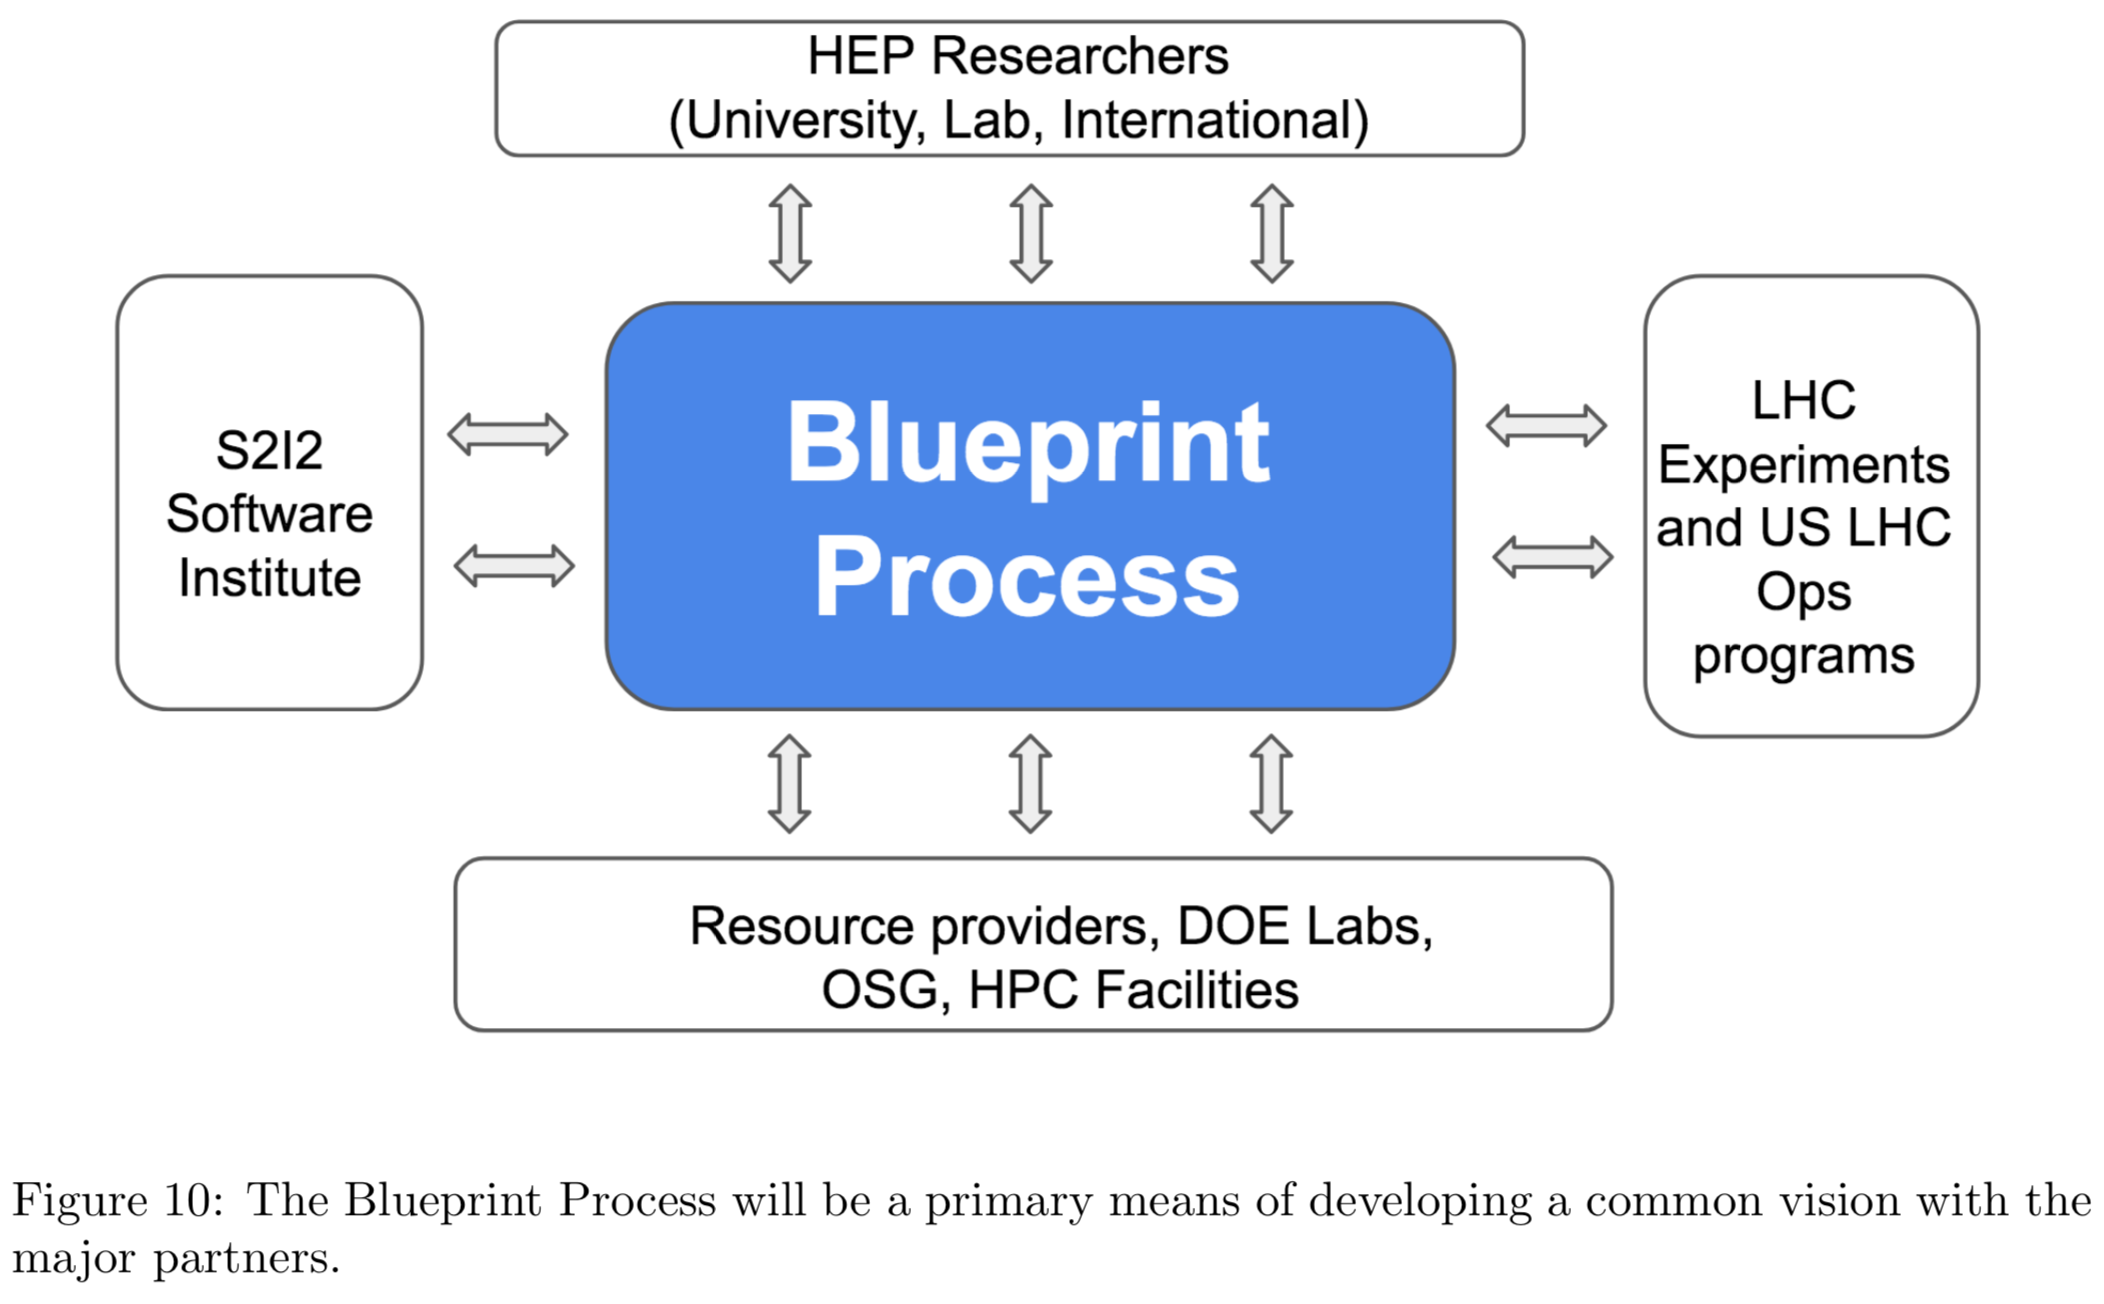 HEP Researchers
(University, Lab, International)
S2I2
Software
Institute
Blueprint
Process
LHC
Experiments
and US LHC
Ops
programs
Resource providers, DOE Labs,
OSG, HPC Facilities
Figure 10: The Blueprint Process will be a primary means of developing a common vision with the
major partners.